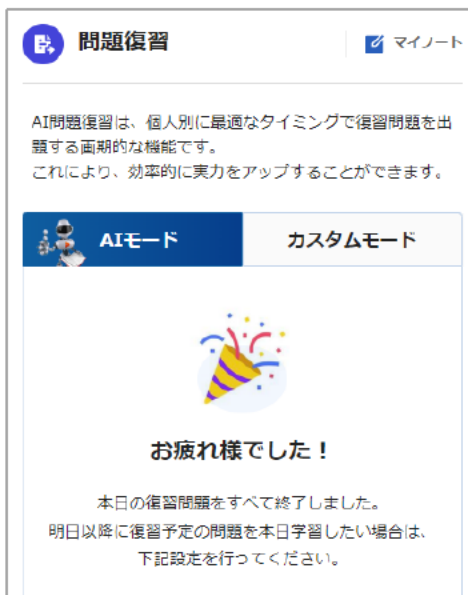 問題復習
マイノート
AI問題復習は、個人別に最適なタイミングで復習問題を出
題する画期的な機能です。
これにより、効率的に実力をアップすることができます。
AIモード
カスタムモード
お疲れ様でした！
本日の復習問題をすべて終了しました。
明日以降に復習予定の問題を本日学習したい場合は、
下記設定を行ってください。